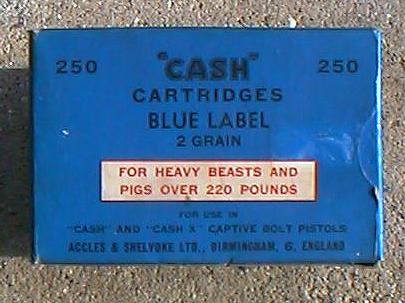 250 "CASH" 250
CARTRIDGES
BLUE LABEL
2 GRAIN
FOR HEAVY BEASTS AND
PIGS OVER 220 POUNDS
FOR USE IN
"CASH" AND "CASH X" CAPTIVE BOLT PISTOLS
ACCLES & SHELVOKE LTD., BIRMINGHAM, 6, ENGLAND